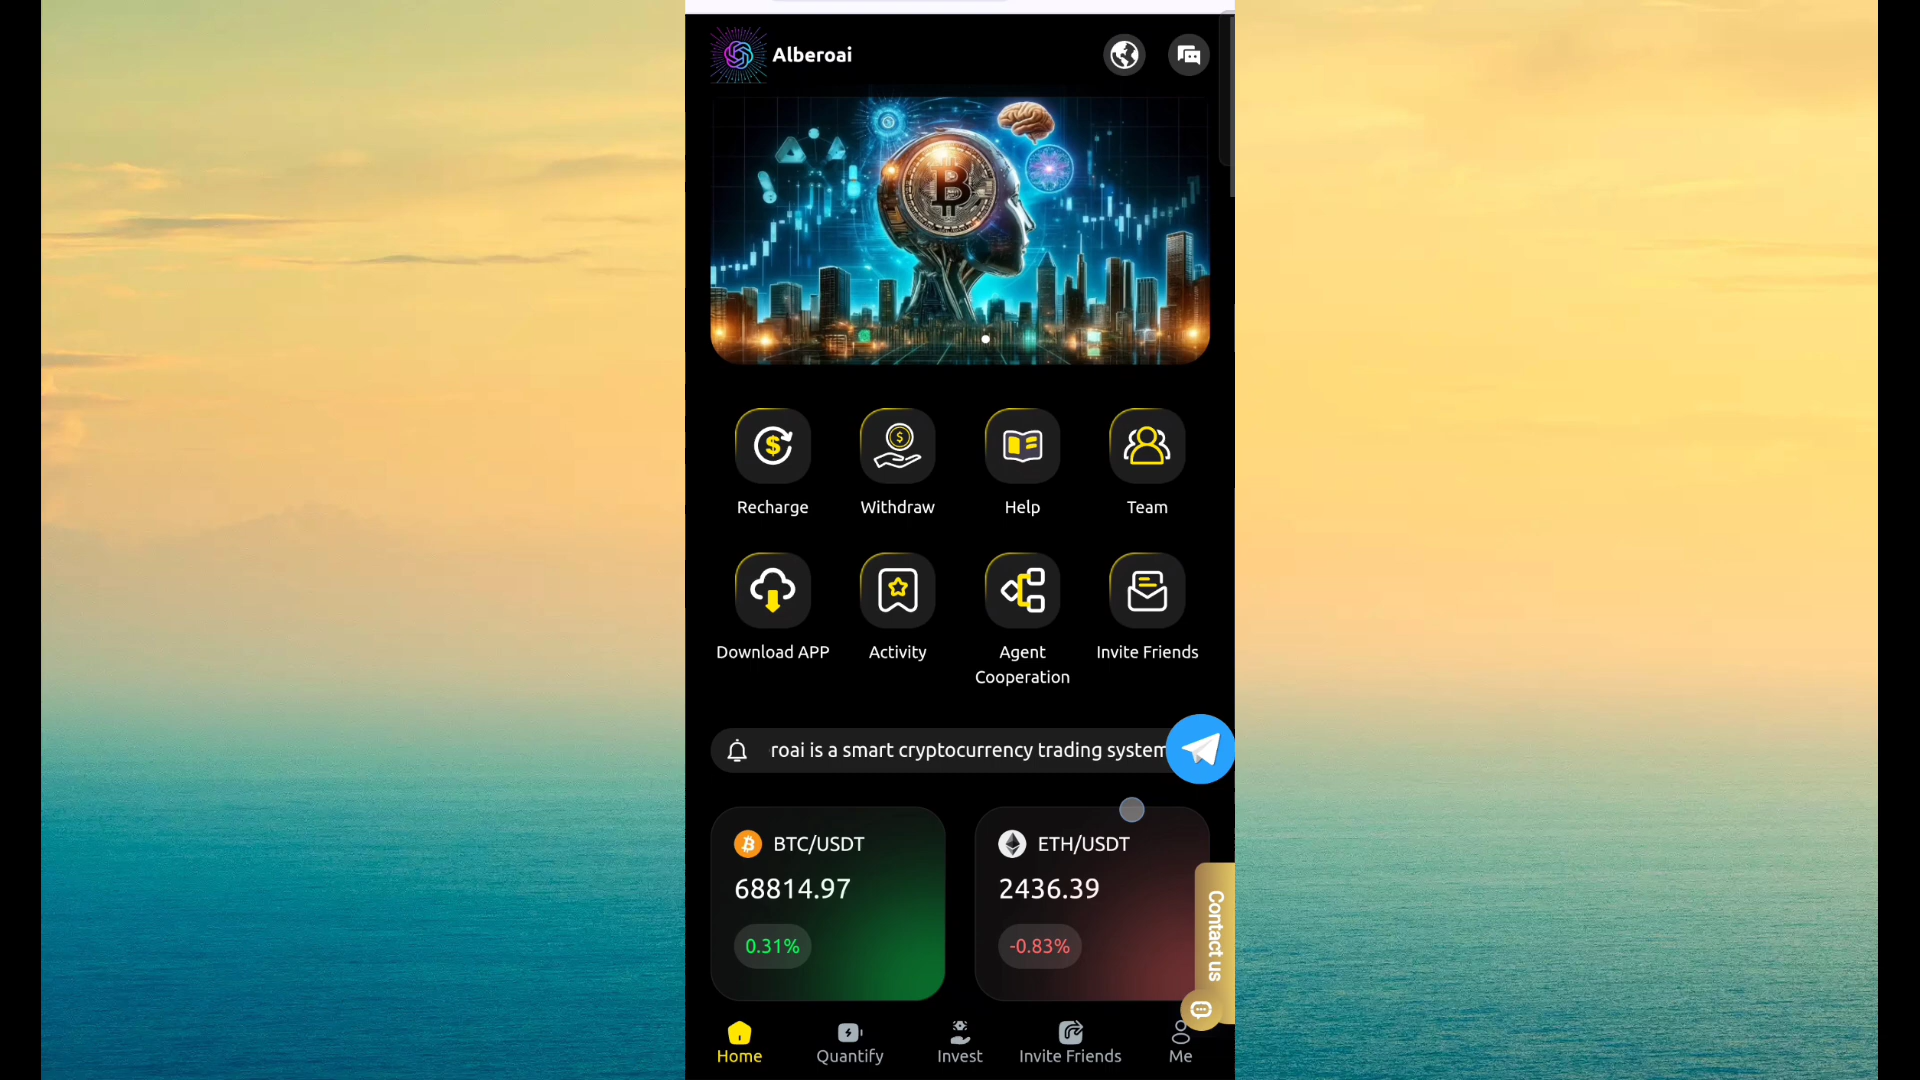 Alberoai
Recharge
Withdraw
Help
Team
Download APP
Activity
Agent
Cooperation
Invite Friends
roai is a smart cryptocurrency trading system
BTC/USDT
68814.97
0.31%
ETH/USDT
2436.39
-0.83%
Contact us
Home
Quantify
Invest
Invite Friends
Me